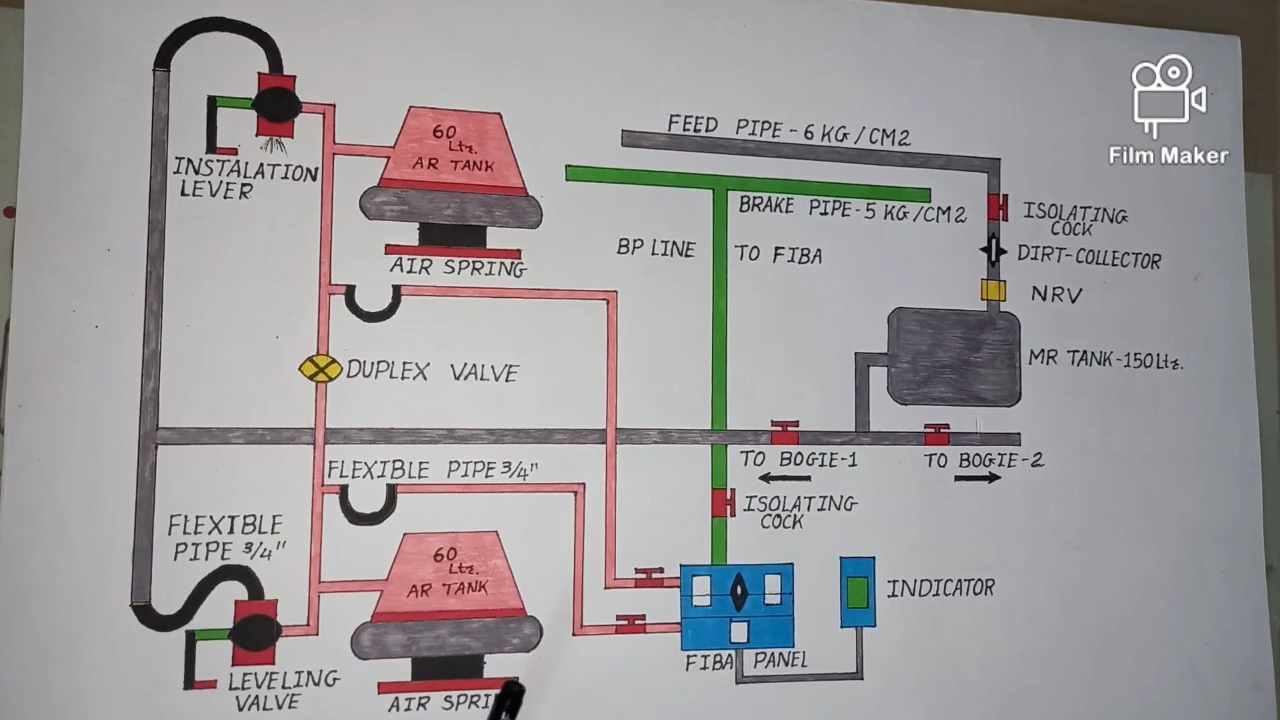 Film Maker
FEED PIPE - 6 KG/CM2
60
Ltr.
AR TANK
INSTALATION
LEVER
BRAKE PIPE-5 KG/CM2
ISOLATING
COCK
BP LINE
TO FIBA
DIRT-COLLECTOR
AIR SPRING
NRV
DUPLEX VALVE
MR TANK-150Ltr.
FLEXIBLE PIPE 3/4"
TO BOGIE-1
TO BOGIE-2
ISOLATING
COCK
FLEXIBLE
PIPE 3/4"
60
Ltr.
AR TANK
INDICATOR
FIBA PANEL
LEVELING
VALVE
AIR SPRI